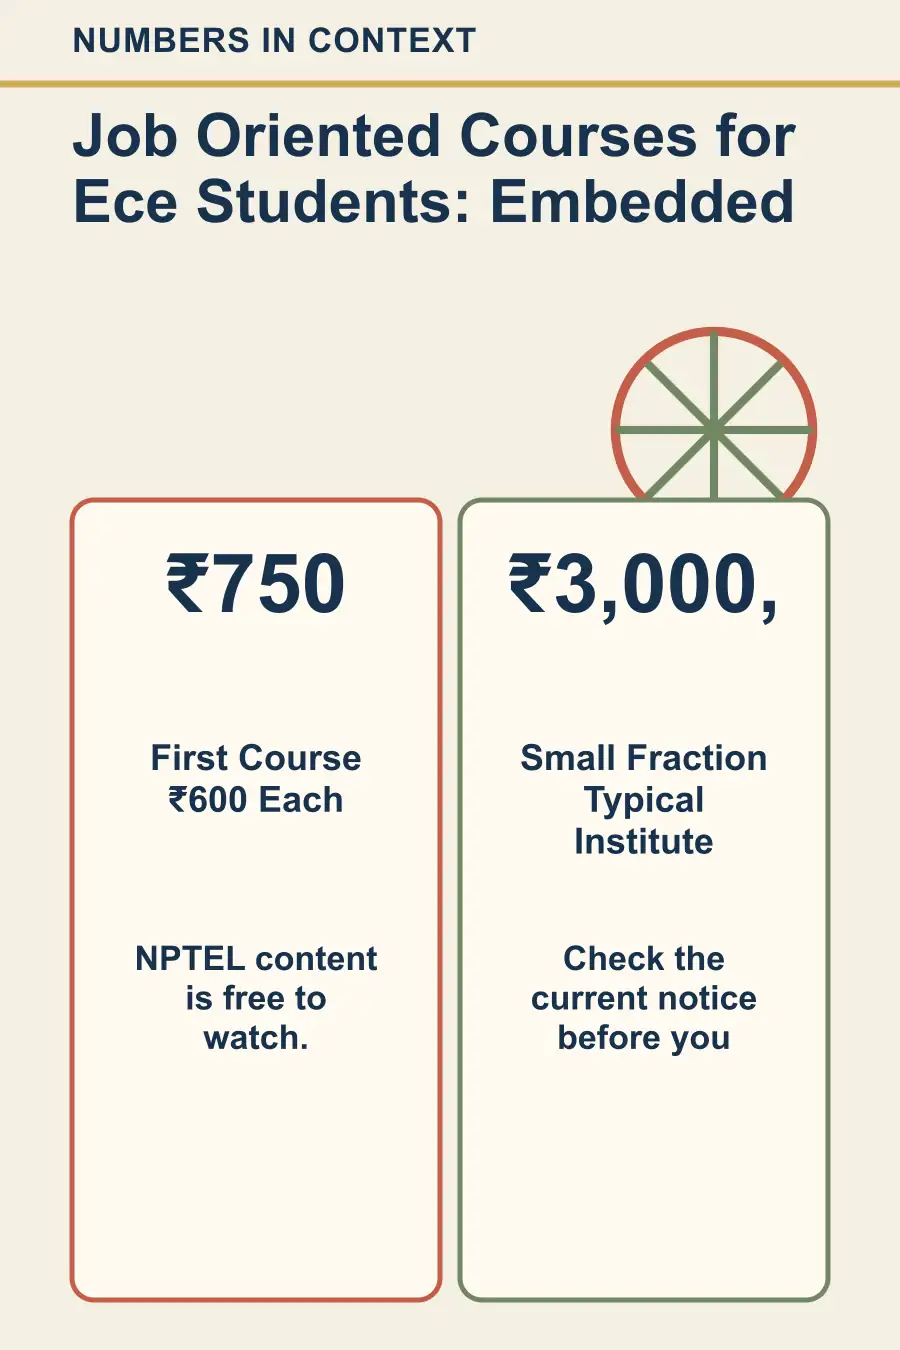 NUMBERS IN CONTEXT
Job Oriented Courses for
Ece Students: Embedded
₹750
First Course
₹600 Each
NPTEL content
is free to
watch.
₹3,000,
Small Fraction
Typical
Institute
Check the
current notice
before you